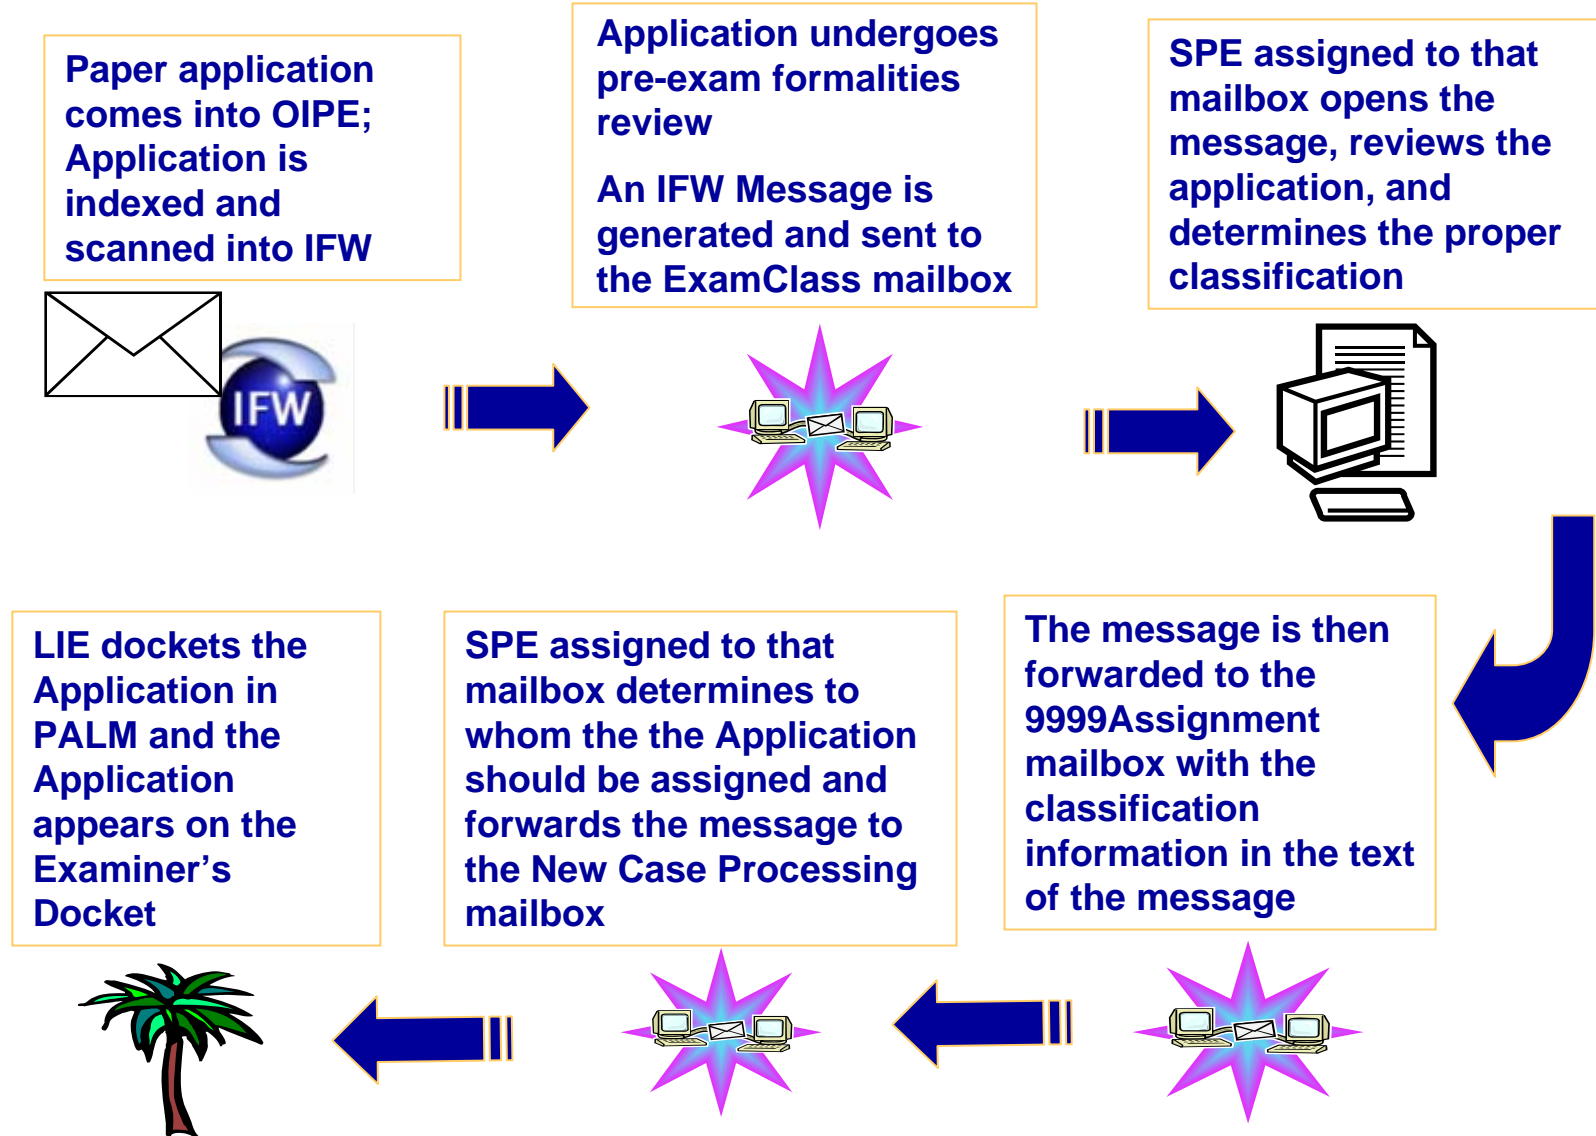 Paper application
comes into OIPE;
Application is
indexed and
scanned into IFW
IFW
Application undergoes
pre-exam formalities
review
An IFW Message is
generated and sent to
the ExamClass mailbox
SPE assigned to that
mailbox opens the
message, reviews the
application, and
determines the proper
classification
The message is then
forwarded to the
9999Assignment
mailbox with the
classification
information in the text
of the message
SPE assigned to that
mailbox determines to
whom the the Application
should be assigned and
forwards the message to
the New Case Processing
mailbox
LIE dockets the
Application in
PALM and the
Application
appears on the
Examiner’s
Docket